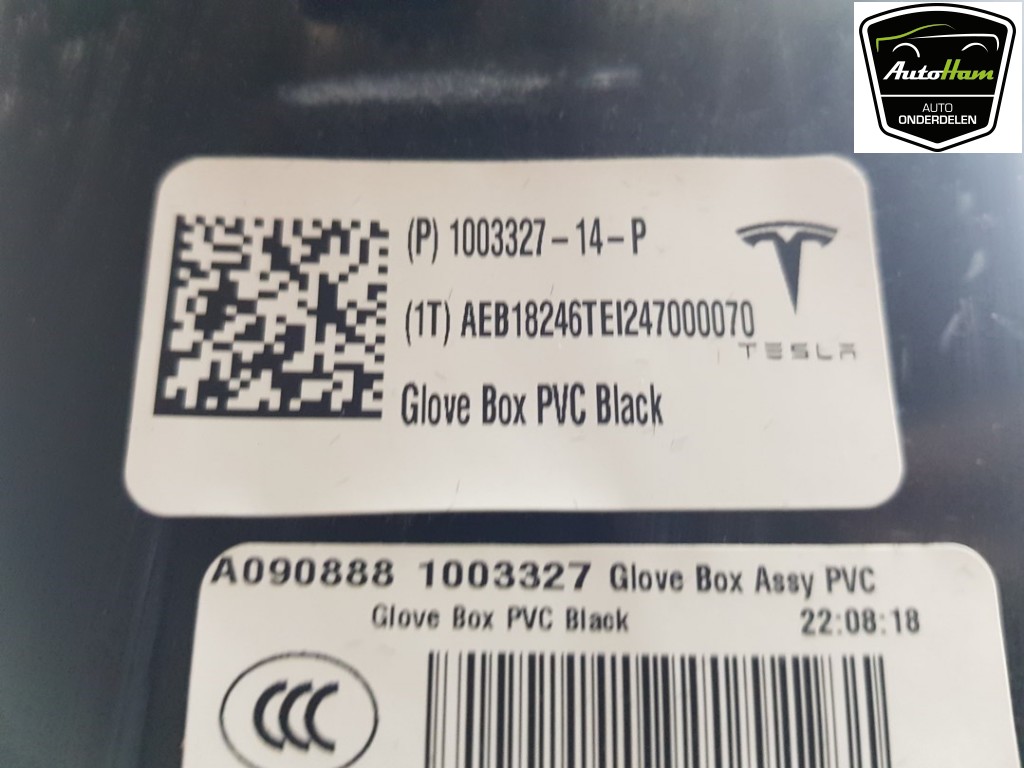 AutoHam
AUTO
ONDERDELEN
(P) 1003327-14-P
(1T) AEB18246TEI247000070
TESLA
Glove Box PVC Black
A090888 1003327 Glove Box Assy PVC
Glove Box PVC Black 22:08:18
CCC